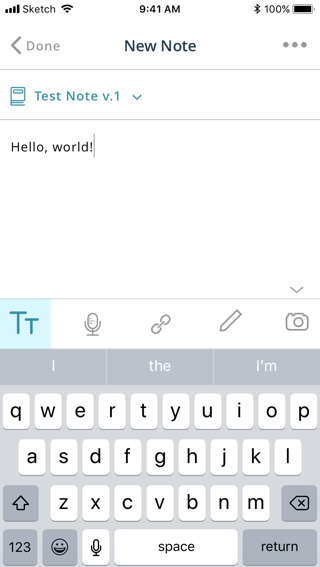 Sketch 9:41 AM 100%
Done New Note
Test Note v.1
Hello, world!
Tт
I the I'm
q w e r t y u i o p
a s d f g h j k l
z x c v b n m
123 space return